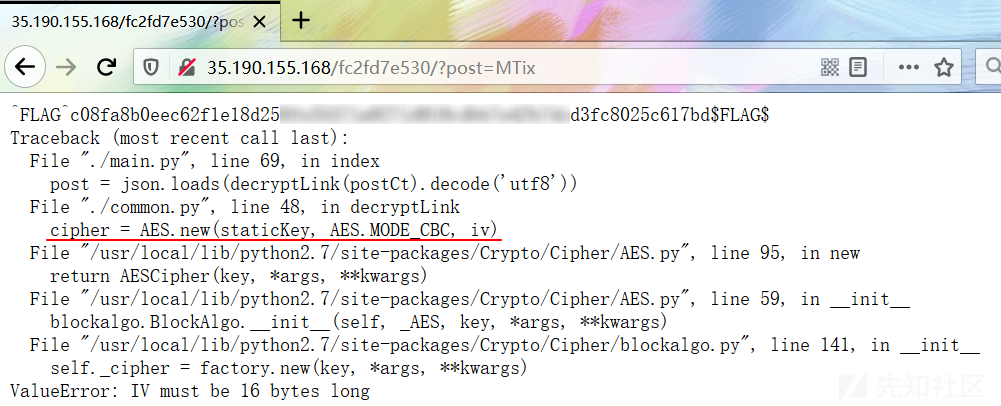 35.190.155.168/fc2fd7e530/?pos
35.190.155.168/fc2fd7e530/?post=MTix
^FLAG^c08fa8b0eec62f1e18d25 d3fc8025c617bd$FLAG$
Traceback (most recent call last):
File "./main.py", line 69, in index
post = json.loads(decryptLink(postCt).decode('utf8'))
File "./common.py", line 48, in decryptLink
cipher = AES.new(staticKey, AES.MODE_CBC, iv)
File "/usr/local/lib/python2.7/site-packages/Crypto/Cipher/AES.py", line 95, in new
return AESCipher(key, *args, **kwargs)
File "/usr/local/lib/python2.7/site-packages/Crypto/Cipher/AES.py", line 59, in __init__
blockalgo.BlockAlgo.__init__(self, _AES, key, *args, **kwargs)
File "/usr/local/lib/python2.7/site-packages/Crypto/Cipher/blockalgo.py", line 141, in __init__
self._cipher = factory.new(key, *args, **kwargs)
ValueError: IV must be 16 bytes long
先知社区